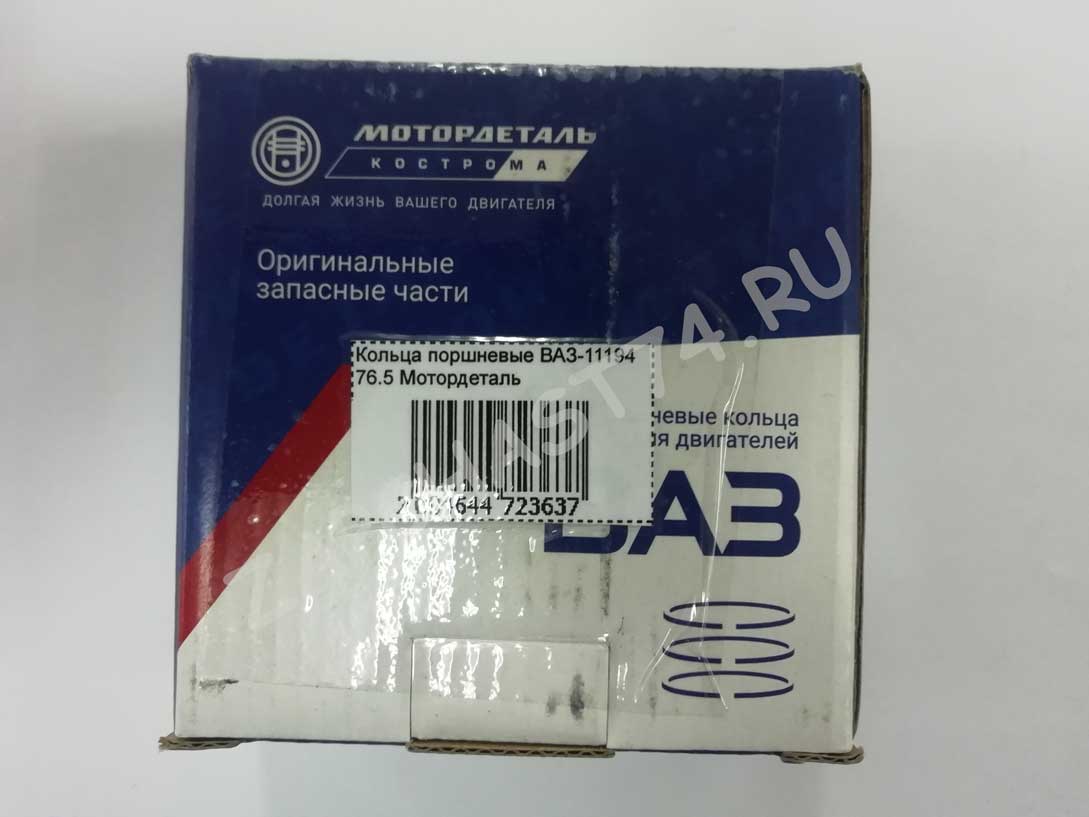 МОТОРДЕТАЛЬ
КОСТРОМА
ДОЛГАЯ ЖИЗНЬ ВАШЕГО ДВИГАТЕЛЯ
Оригинальные
запасные части
Кольца поршневые ВАЗ-11194
76.5 Мотордеталь
кольца
двигателей
723637
ВАЗ